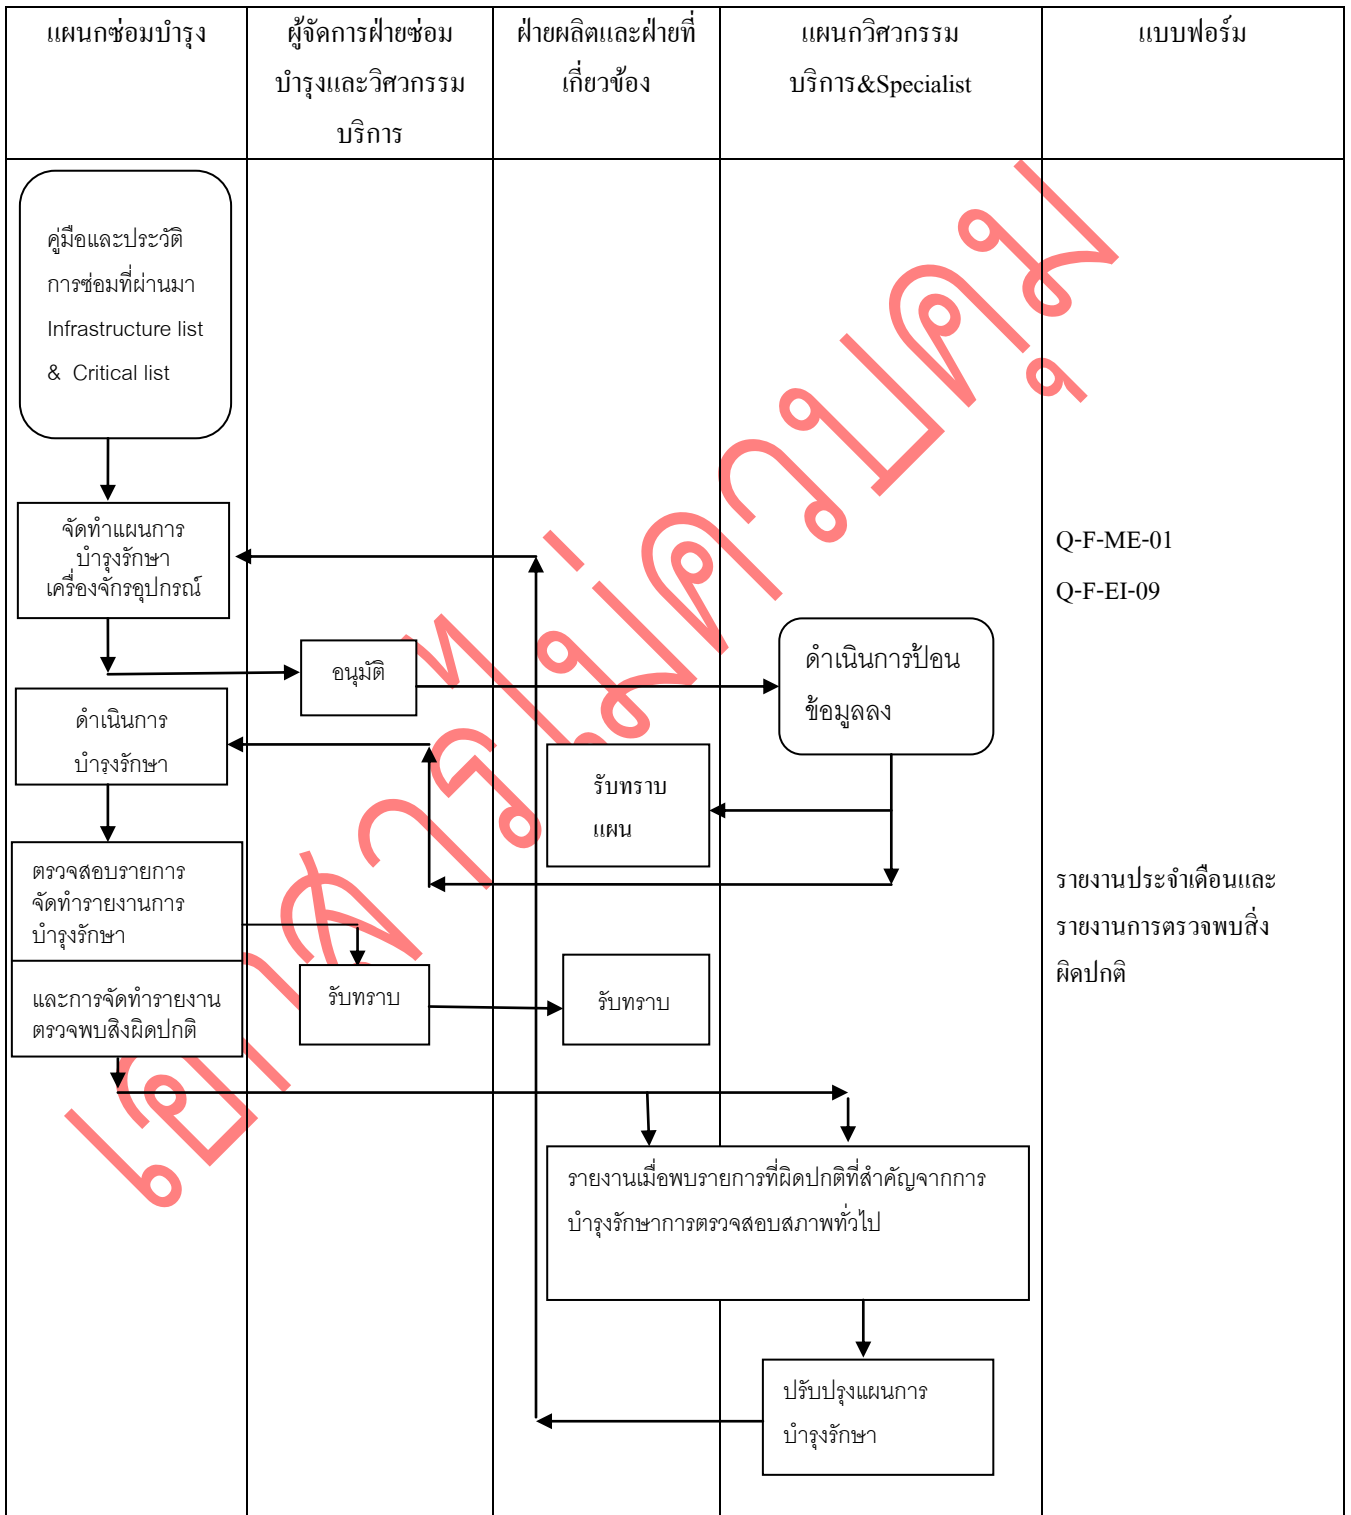 แผนกซ่อมบำรุง
ผู้จัดการฝ่ายซ่อม
บำรุงและวิศวกรรม
บริการ
ฝ่ายผลิตและฝ่ายที่
เกี่ยวข้อง
แผนกวิศวกรรม
บริการ&Specialist
แบบฟอร์ม
คู่มือและประวัติ
การซ่อมที่ผ่านมา
Infrastructure list
& Critical list
จัดทำแผนการ
บำรุงรักษา
เครื่องจักรอุปกรณ์
Q-F-ME-01
Q-F-EI-09
อนุมัติ
ดำเนินการป้อน
ข้อมูลลง
ดำเนินการ
บำรุงรักษา
รับทราบ
แผน
ตรวจสอบรายการ
จัดทำรายงานการ
บำรุงรักษา
และการจัดทำรายงาน
ตรวจพบสิ่งผิดปกติ
รับทราบ
รับทราบ
รายงานประจำเดือนและ
รายงานการตรวจพบสิ่ง
ผิดปกติ
รายงานเมื่อพบรายการที่ผิดปกติที่สำคัญจากการ
บำรุงรักษาการตรวจสอบสภาพทั่วไป
ปรับปรุงแผนการ
บำรุงรักษา
เอกสารไม่ควบคุม